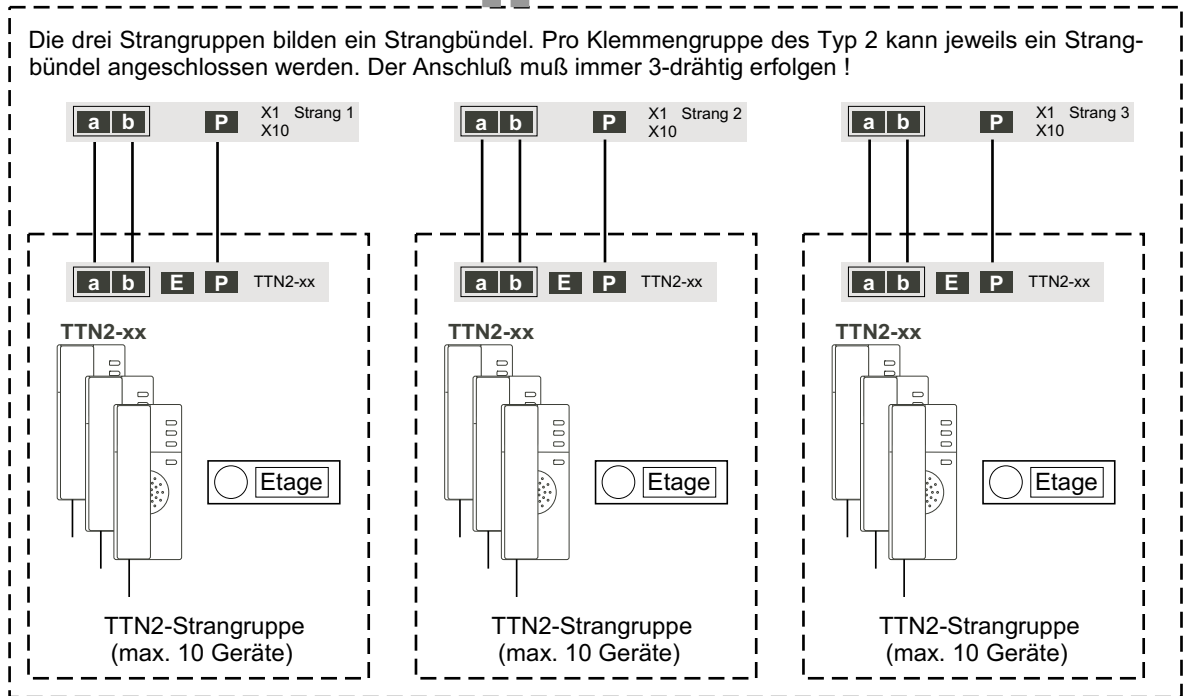 Die drei Strangruppen bilden ein Strangbündel. Pro Klemmengruppe des Typ 2 kann jeweils ein Strang-
bündel angeschlossen werden. Der Anschluß muß immer 3-drähtig erfolgen !
a b P X1 Strang 1
X10
a b P X1 Strang 2
X10
a b P X1 Strang 3
X10
a b E P TTN2-xx
a b E P TTN2-xx
a b E P TTN2-xx
TTN2-xx
TTN2-xx
TTN2-xx
Etage
Etage
Etage
TTN2-Strangruppe
(max. 10 Geräte)
TTN2-Strangruppe
(max. 10 Geräte)
TTN2-Strangruppe
(max. 10 Geräte)